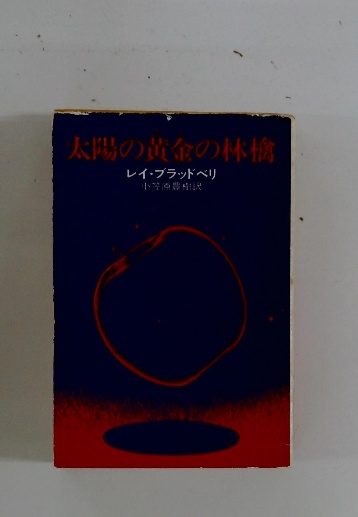 太陽の黄金の林檎
レイ・ブラッドベリ
小笠原豊樹訳